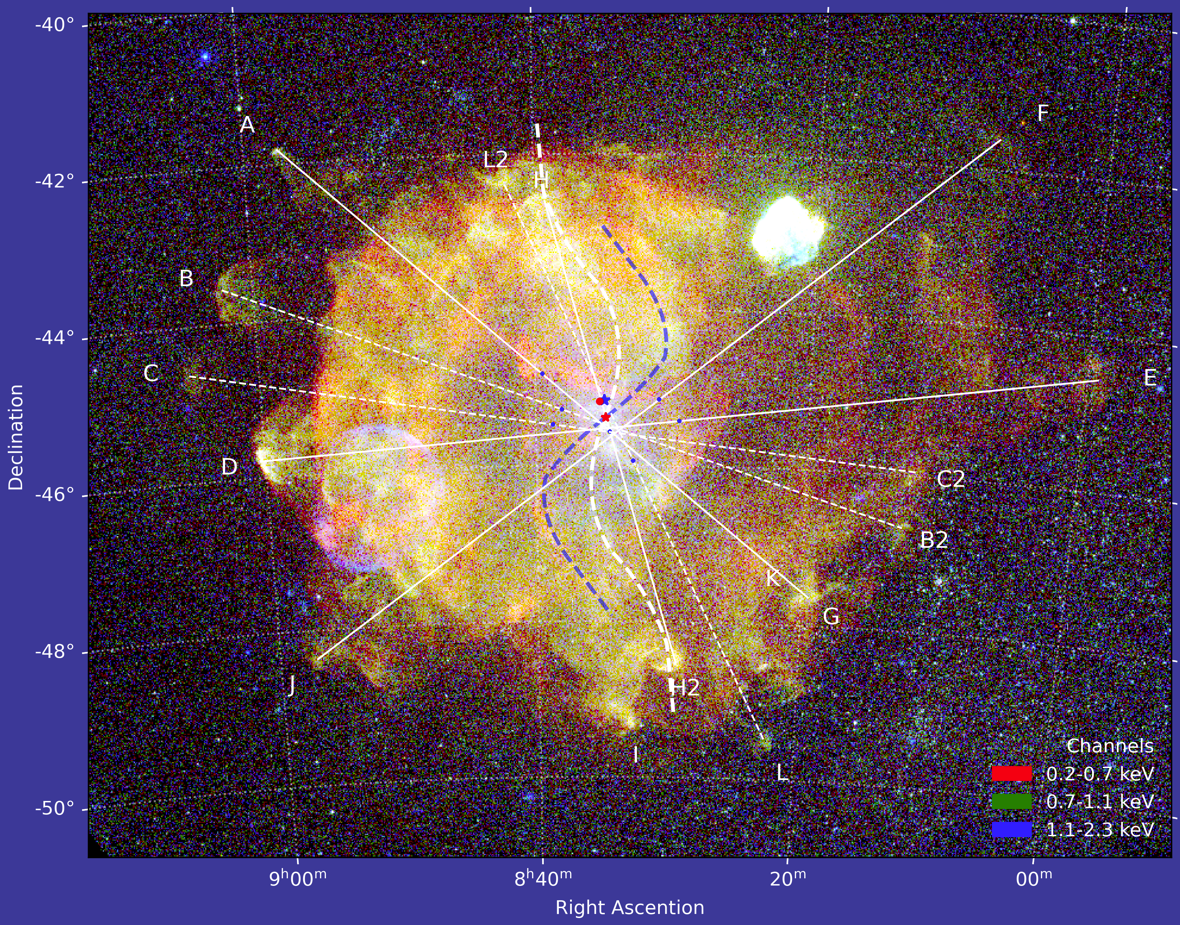 -40°
F
A
L2
-42°
H
B
-44°
C
E
D
C2
-46°
B2
K
G
-48°
J
H2
I
L
-50°
Channels
0.2-0.7 keV
0.7-1.1 keV
1.1-2.3 keV
9ʰ00ᵐ
8ʰ40ᵐ
20ᵐ
00ᵐ
Right Ascention
Declination